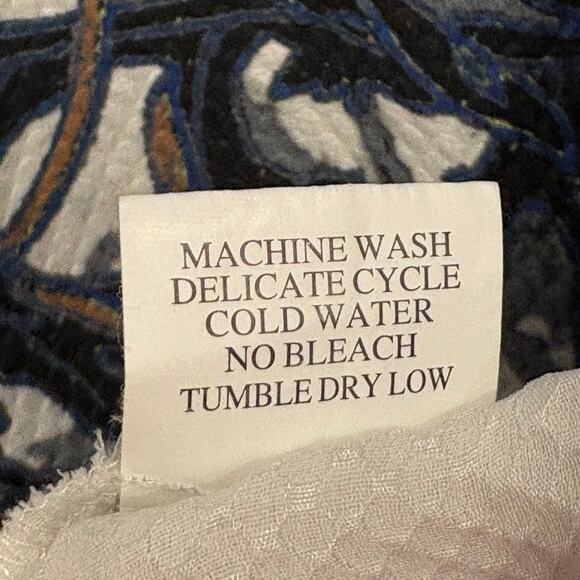 MACHINE WASH
DELICATE CYCLE
COLD WATER
NO BLEACH
TUMBLE DRY LOW